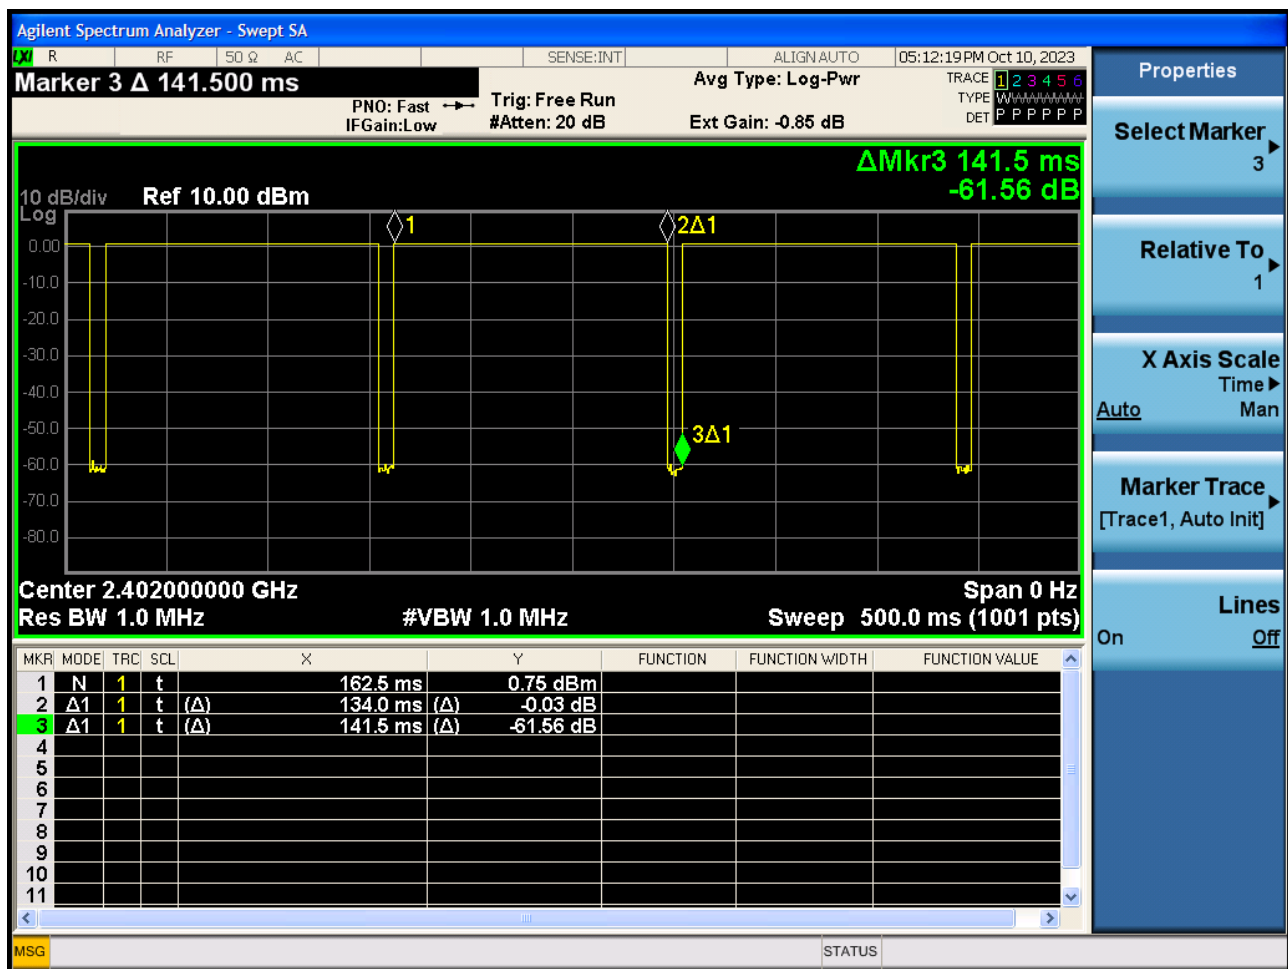 Agilent Spectrum Analyzer - Swept SA
LXI R RF 50 Ω AC SENSE:INT ALIGN AUTO 05:12:19 PM Oct 10, 2023
Marker 3 Δ 141.500 ms
PNO: Fast
IFGain:Low
Trig: Free Run
#Atten: 20 dB
Avg Type: Log-Pwr
Ext Gain: -0.85 dB
TRACE 1 2 3 4 5 6
TYPE WWWWWW
DET P P P P P P
ΔMkr3 141.5 ms
-61.56 dB
10 dB/div Ref 10.00 dBm
Log
1
2Δ1
3Δ1
0.00
-10.0
-20.0
-30.0
-40.0
-50.0
-60.0
-70.0
-80.0
Center 2.402000000 GHz Span 0 Hz
Res BW 1.0 MHz #VBW 1.0 MHz Sweep 500.0 ms (1001 pts)
MKR MODE TRC SCL X Y FUNCTION FUNCTION WIDTH FUNCTION VALUE
1 N 1 t 162.5 ms 0.75 dBm
2 Δ1 1 t (Δ) 134.0 ms (Δ) -0.03 dB
3 Δ1 1 t (Δ) 141.5 ms (Δ) -61.56 dB
4
5
6
7
8
9
10
11
MSG STATUS
Properties
Select Marker
3
Relative To
1
X Axis Scale
Time
Auto Man
Marker Trace
[Trace1, Auto Init]
Lines
On Off